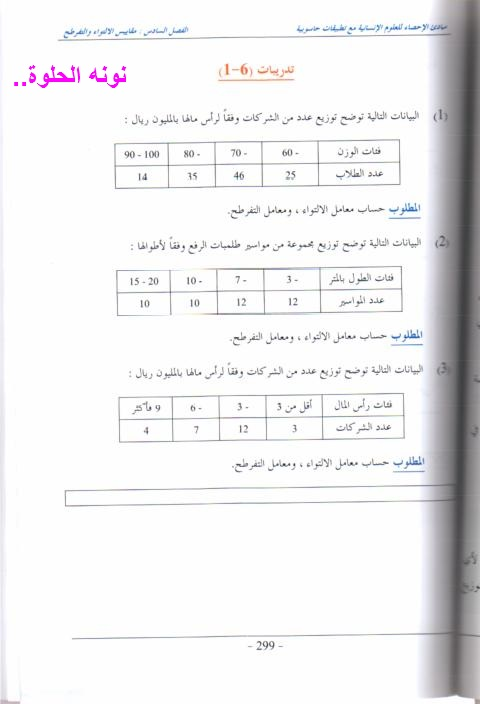 مبادئ الإحصاء للعلوم الإنسانية مع تطبيقات حاسوبية
الفصل السادس : مقاييس الالتواء والتفرطح
نونه الحلوة..
تدريبات (6-1)
(1) البيانات التالية توضح توزيع عدد من الشركات وفقاً لرأس مالها بالمليون ريال :
فئات الوزن 60 - 70 - 80 - 90 - 100
عدد الطلاب 25 46 35 14
المطلوب حساب معامل الالتواء ، ومعامل التفرطح.
(2) البيانات التالية توضح توزيع مجموعة من مواسير طلمبات الرفع وفقاً لأطوالها :
فئات الطول بالمتر 3 - 7 - 10 - 15 - 20
عدد المواسير 12 12 10 10
المطلوب حساب معامل الالتواء ، ومعامل التفرطح.
(3) البيانات التالية توضح توزيع عدد من الشركات وفقاً لرأس مالها بالمليون ريال :
فئات رأس المال أقل من 3 3 - 6 - 9 فأكثر
عدد الشركات 3 12 7 4
المطلوب حساب معامل الالتواء ، ومعامل التفرطح.
- 299 -